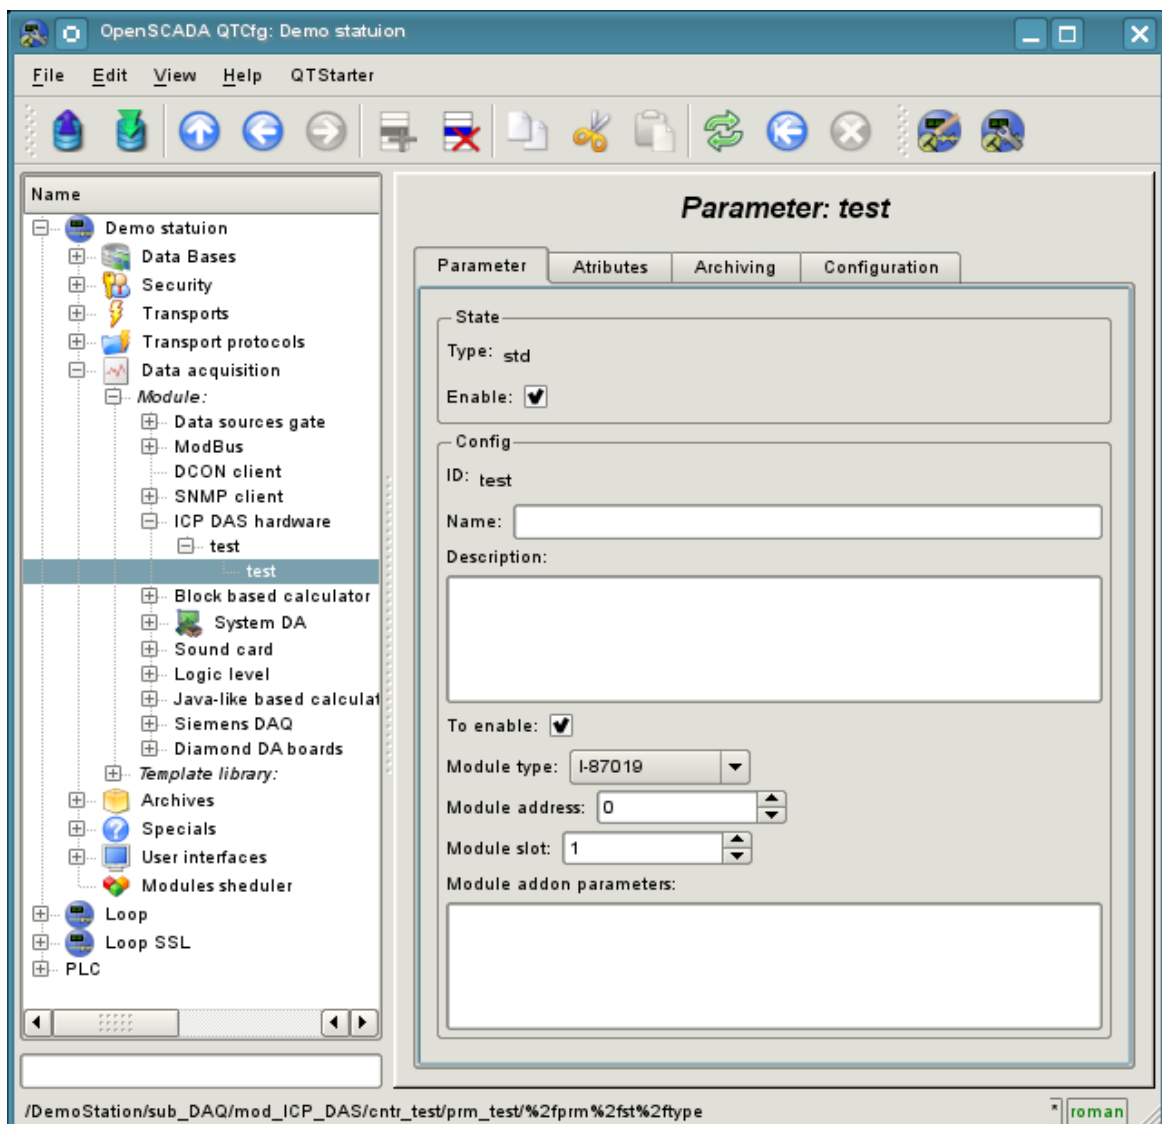 OpenSCADA QTCfg: Demo statuion
File Edit View Help QTStarter
Name
Demo statuion
Data Bases
Security
Transports
Transport protocols
Data acquisition
Module:
Data sources gate
ModBus
DCON client
SNMP client
ICP DAS hardware
test
test
Block based calculator
System DA
Sound card
Logic level
Java-like based calculat
Siemens DAQ
Diamond DA boards
Template library:
Archives
Specials
User interfaces
Modules sheduler
Loop
Loop SSL
PLC
Parameter: test
Parameter Atributes Archiving Configuration
State
Type: std
Enable:
Config
ID: test
Name:
Description:
To enable:
Module type: I-87019
Module address: 0
Module slot: 1
Module addon parameters:
/DemoStation/sub_DAQ/mod_ICP_DAS/cntr_test/prm_test/%2fprm%2fst%2ftype * roman